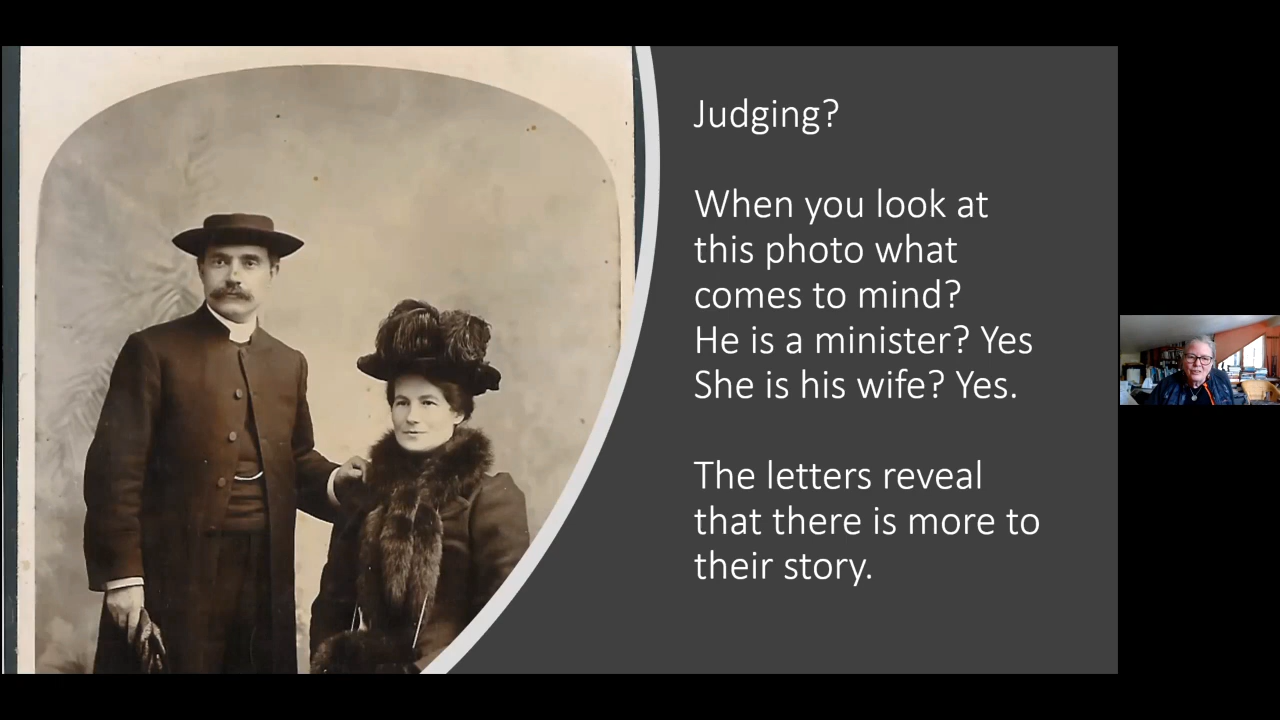 Judging?
When you look at
this photo what
comes to mind?
He is a minister? Yes
She is his wife? Yes.
The letters reveal
that there is more to
their story.